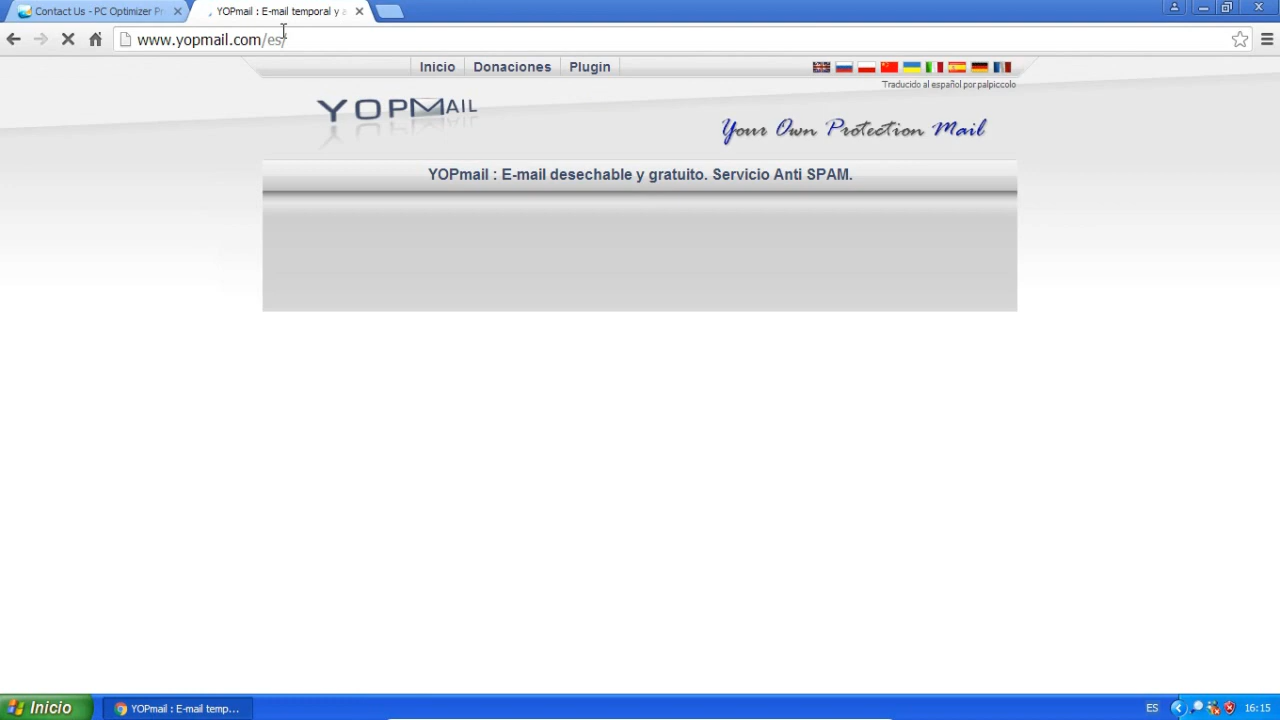 Contact Us - PC Optimizer Pr
YOPmail : E-mail temporal y a
www.yopmail.com/es/
Inicio
Donaciones
Plugin
Traducido al español por palpiccolo
YOPMAIL
Your Own Protection Mail
YOPmail : E-mail desechable y gratuito. Servicio Anti SPAM.
Inicio
YOPmail : E-mail temp...
ES
16:15